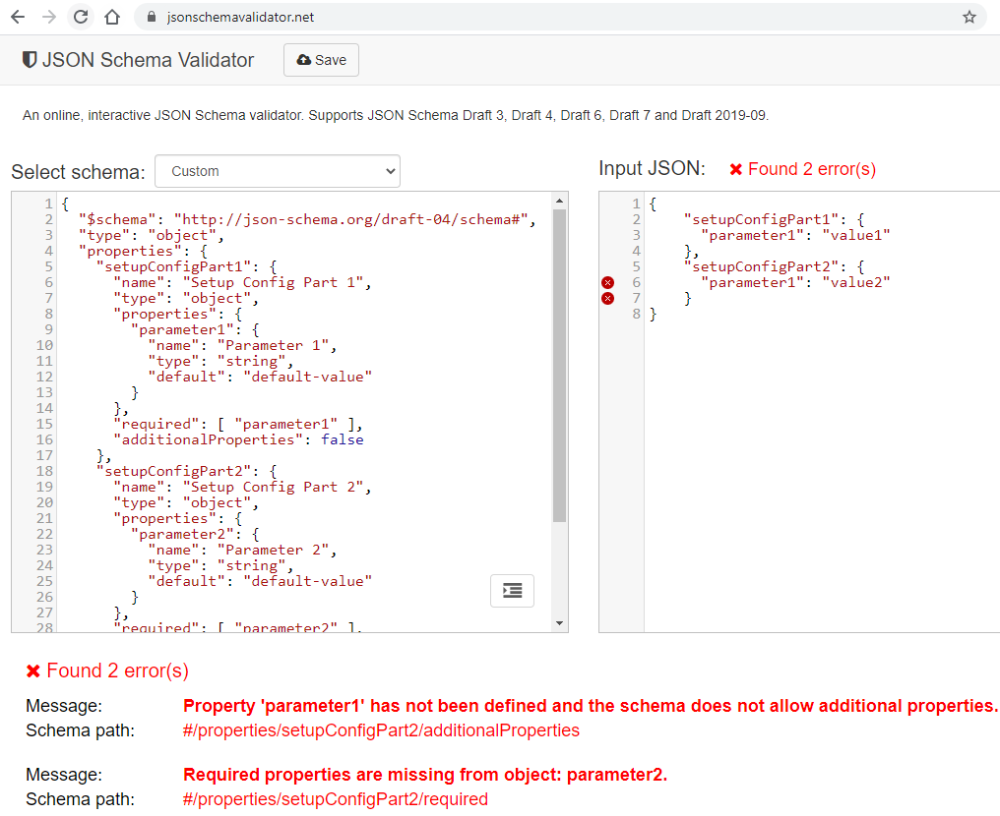 jsonschemavalidator.net
JSON Schema Validator
Save
An online, interactive JSON Schema validator. Supports JSON Schema Draft 3, Draft 4, Draft 6, Draft 7 and Draft 2019-09.
Select schema: Custom
1 {
2   "$schema": "http://json-schema.org/draft-04/schema#",
3   "type": "object",
4   "properties": {
5     "setupConfigPart1": {
6       "name": "Setup Config Part 1",
7       "type": "object",
8       "properties": {
9         "parameter1": {
10           "name": "Parameter 1",
11           "type": "string",
12           "default": "default-value"
13         }
14       },
15       "required": [ "parameter1" ],
16       "additionalProperties": false
17     },
18     "setupConfigPart2": {
19       "name": "Setup Config Part 2",
20       "type": "object",
21       "properties": {
22         "parameter2": {
23           "name": "Parameter 2",
24           "type": "string",
25           "default": "default-value"
26         }
27       },
28       "required": [ "parameter2" ],
Input JSON: Found 2 error(s)
1 {
2     "setupConfigPart1": {
3       "parameter1": "value1"
4     },
5     "setupConfigPart2": {
6       "parameter1": "value2"
7     }
8 }
Found 2 error(s)
Message: Property 'parameter1' has not been defined and the schema does not allow additional properties.
Schema path: #/properties/setupConfigPart2/additionalProperties
Message: Required properties are missing from object: parameter2.
Schema path: #/properties/setupConfigPart2/required